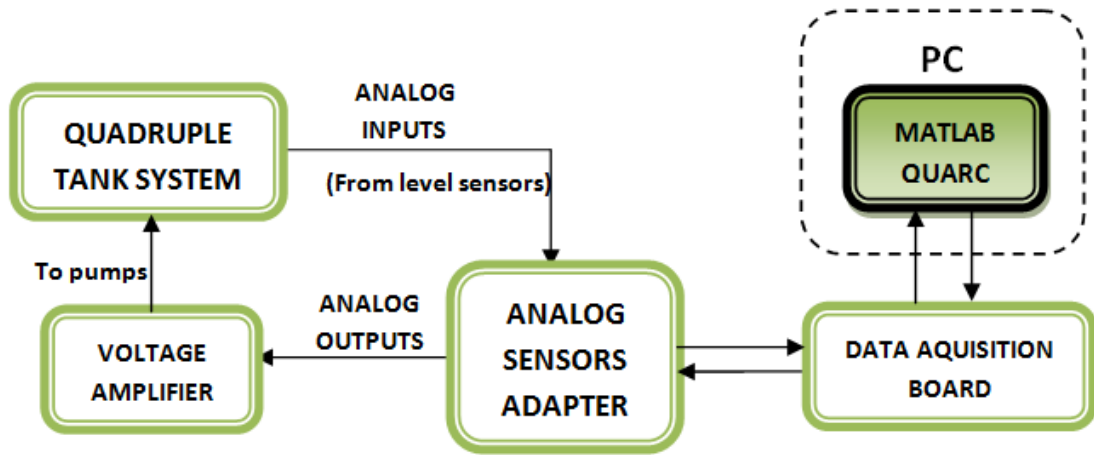 PC
QUADRUPLE
TANK SYSTEM
ANALOG
INPUTS
(From level sensors)
MATLAB
QUARC
To pumps
VOLTAGE
AMPLIFIER
ANALOG
OUTPUTS
ANALOG
SENSORS
ADAPTER
DATA AQUISITION
BOARD